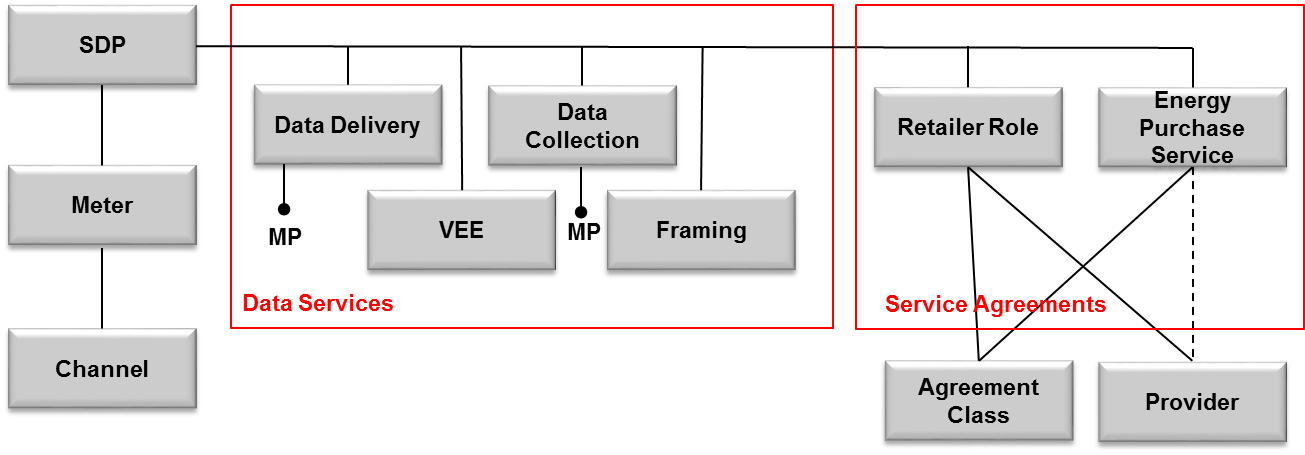 SDP
Meter
Channel
Data Delivery
MP
VEE
Data
Collection
MP
Framing
Data Services
Retailer Role
Energy
Purchase
Service
Service Agreements
Agreement
Class
Provider